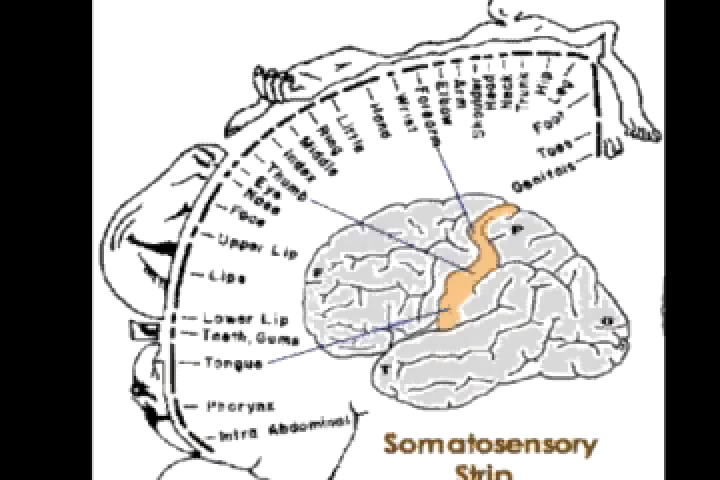 Genitals
Toes
Foot
Leg
Hip
Trunk
Neck
Head
Shoulder
Arm
Elbow
Forearm
Wrist
Hand
Little
Ring
Middle
Index
Thumb
Eye
Nose
Face
Upper Lip
Lips
Lower Lip
Teeth, Gums
Tongue
Pharynx
Intra Abdominal
F
P
O
T
Somatosensory
Strip